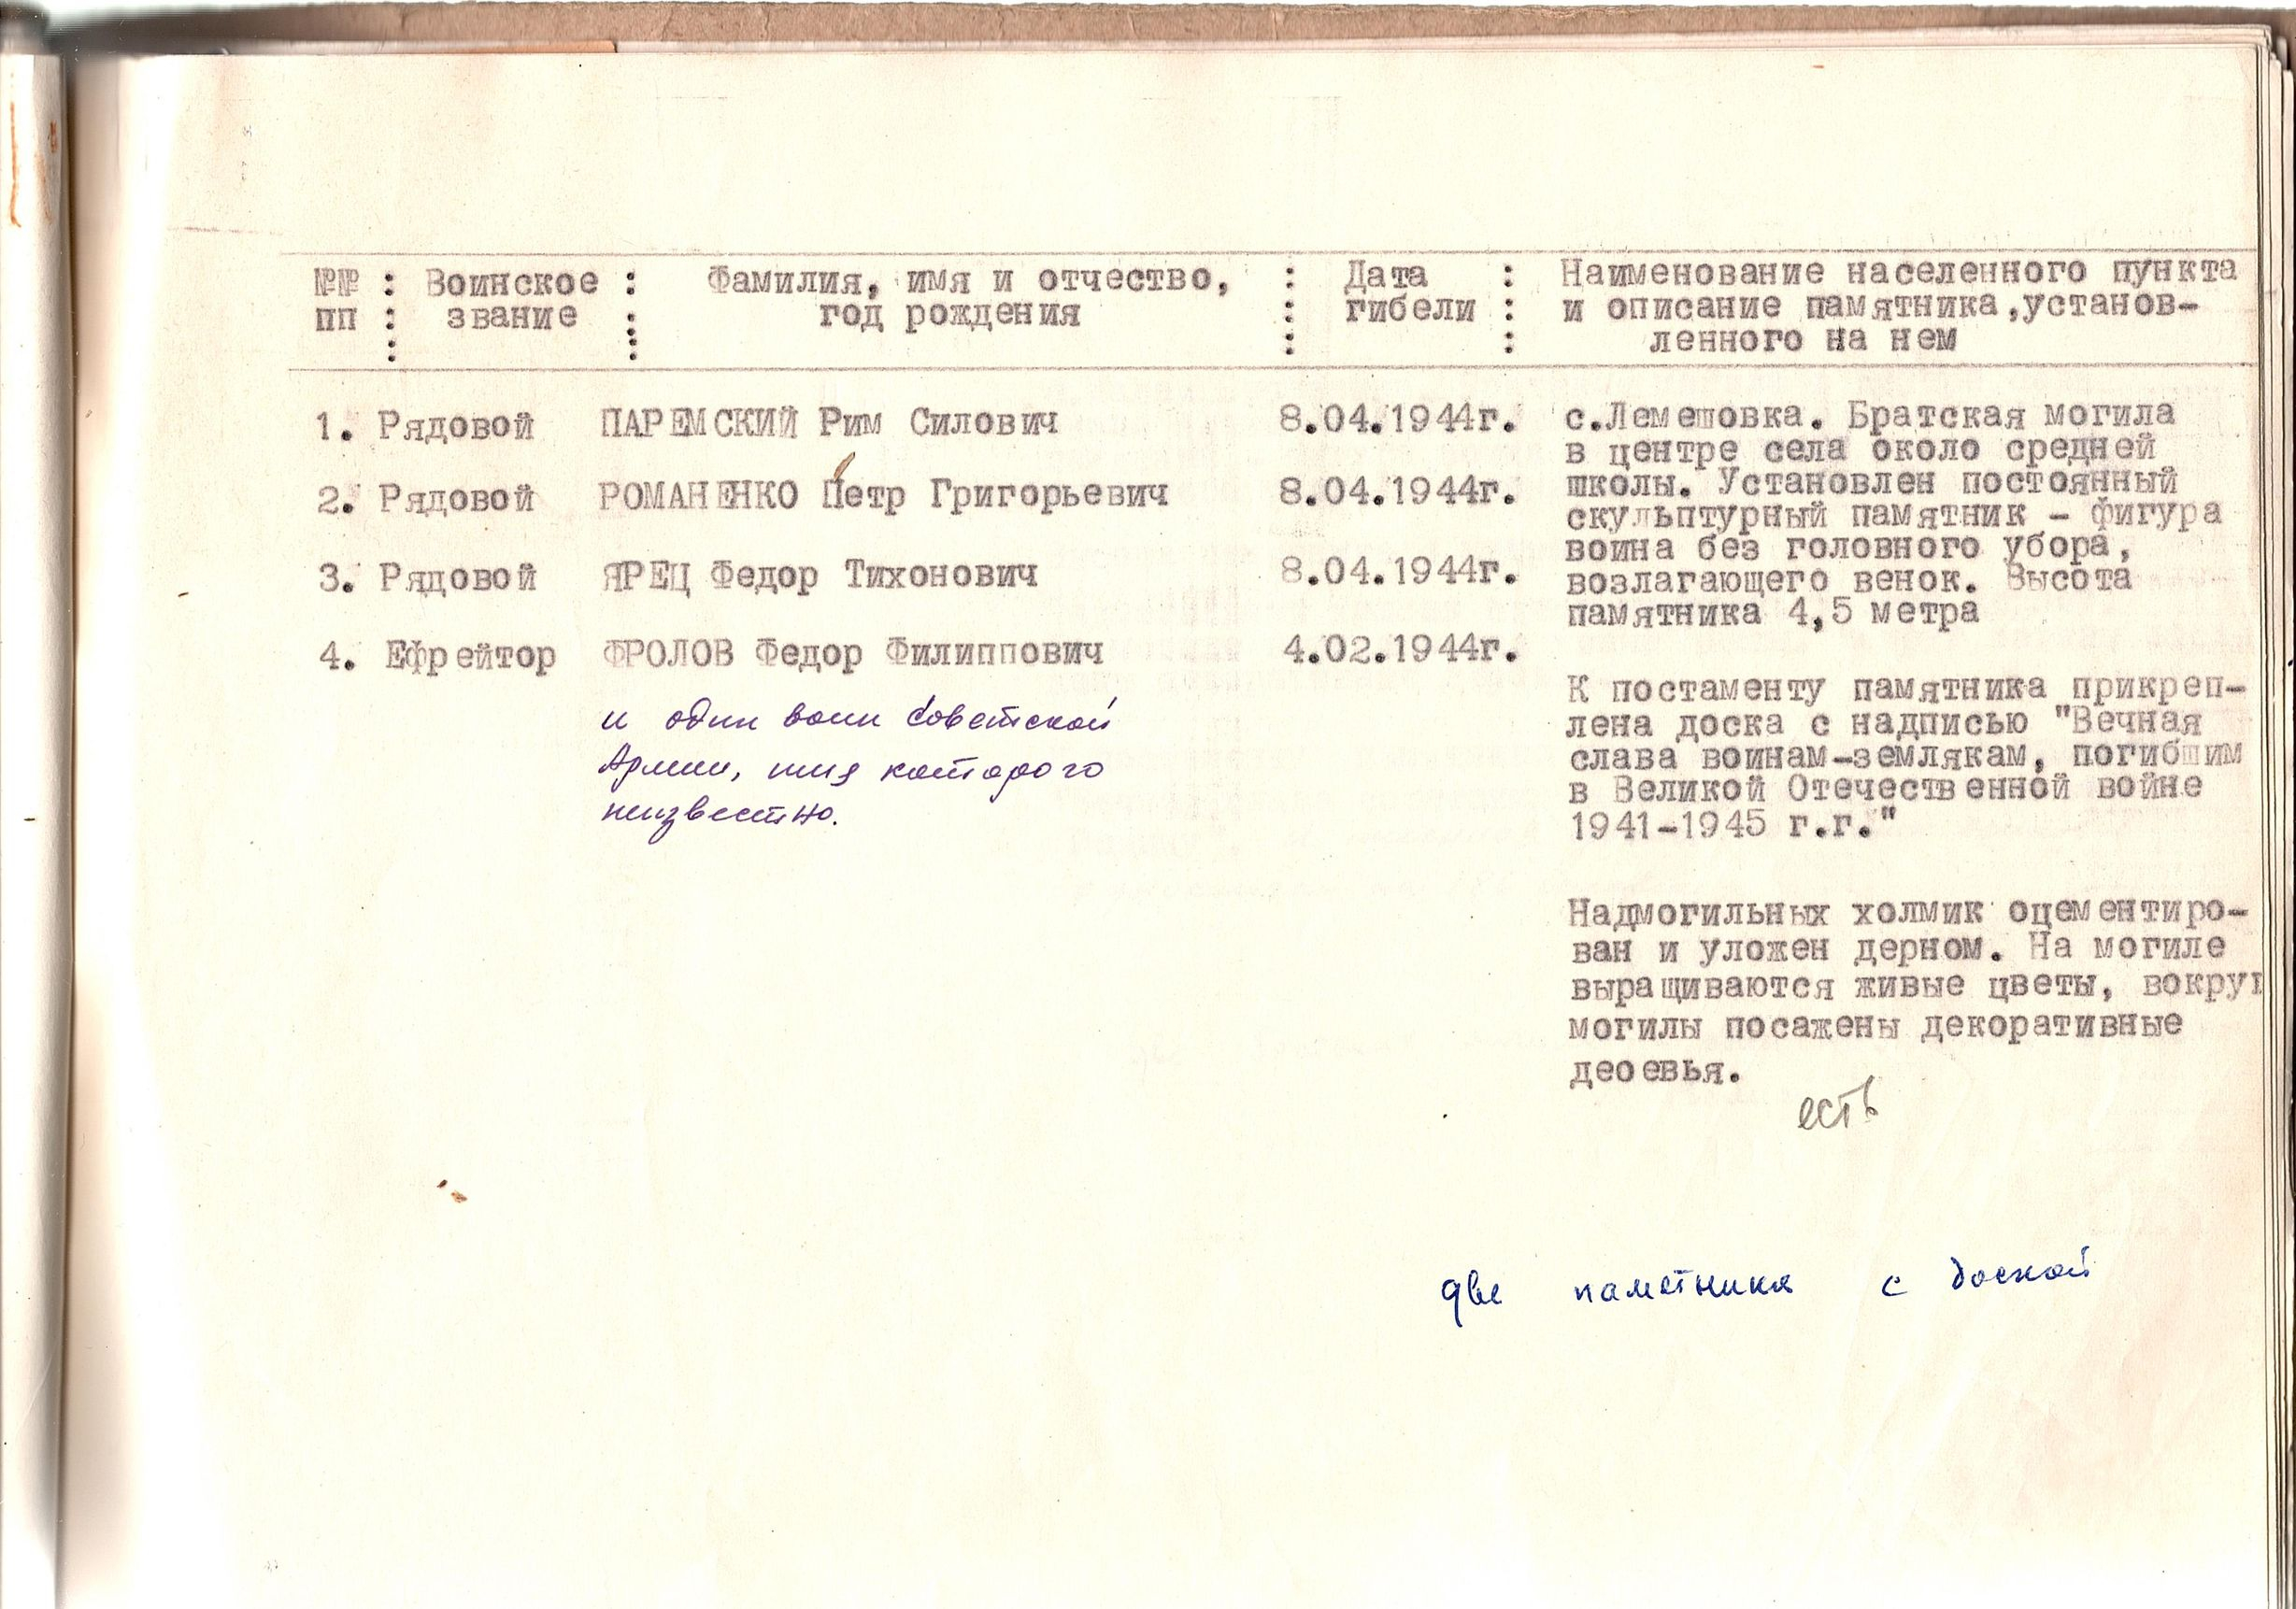 №№ : Воинское : Фамилия, имя и отчество, : Дата : Наименование населенного пункта
пп : звание : год рождения : гибели : и описание памятника,установ-
: : : : ленного на нем
1. Рядовой ПАРЕМСКИЙ Рим Силович 8.04.1944г.
2. Рядовой РОМАНЕНКО Петр Григорьевич 8.04.1944г.
3. Рядовой ЯРЕЦ Федор Тихонович 8.04.1944г.
4. Ефрейтор ФРОЛОВ Федор Филиппович 4.02.1944г.
и один воин Советской
Армии, имя которого
неизвестно.
с.Лемешовка. Братская могила
в центре села около средней
школы. Установлен постоянный
скульптурный памятник - фигура
воина без головного убора,
возлагающего венок. Высота
памятника 4,5 метра
К постаменту памятника прикреп-
лена доска с надписью "Вечная
слава воинам-землякам, погибшим
в Великой Отечественной войне
1941-1945 г.г."
Надмогильных холмик оцементиро-
ван и уложен дерном. На могиле
выращиваются живые цветы, вокруг
могилы посажены декоративные
деоевья.
есть
две паметника с доской